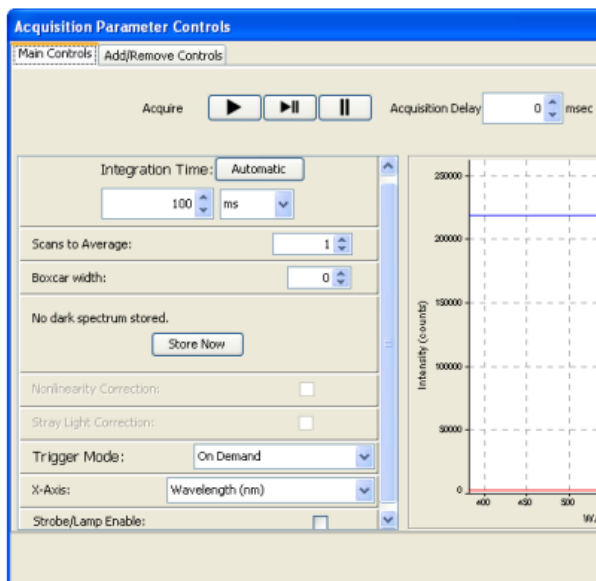 Acquisition Parameter Controls
Main Controls Add/Remove Controls
Acquire Acquisition Delay 0 msec
Integration Time: Automatic
100 ms
Scans to Average: 1
Boxcar width: 0
No dark spectrum stored.
Store Now
Nonlinearity Correction:
Stray Light Correction:
Trigger Mode: On Demand
X-Axis: Wavelength (nm)
Strobe/Lamp Enable:
Intensity (counts)
250000
200000
150000
100000
50000
0
400 450 500